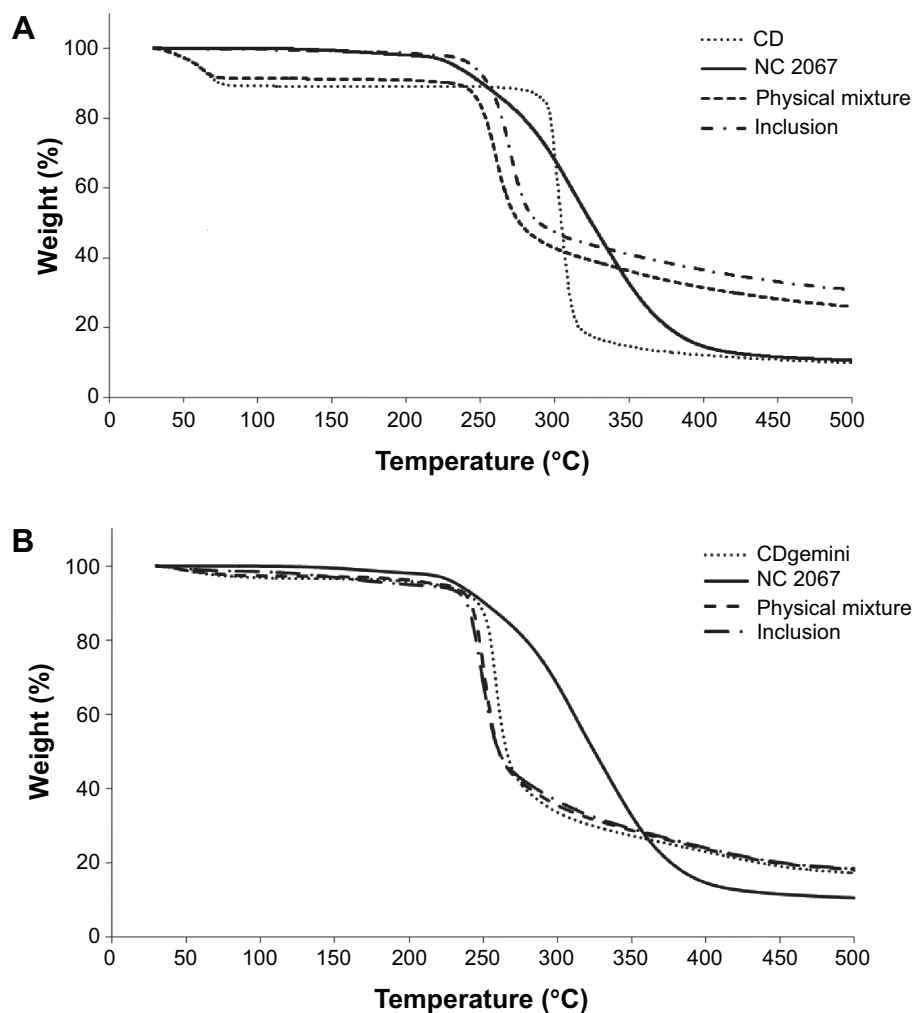 A
100
80
60
40
20
0
Weight (%)
0 50 100 150 200 250 300 350 400 450 500
Temperature (°C)
CD
NC 2067
Physical mixture
Inclusion
B
100
80
60
40
20
0
Weight (%)
0 50 100 150 200 250 300 350 400 450 500
Temperature (°C)
CDgemini
NC 2067
Physical mixture
Inclusion